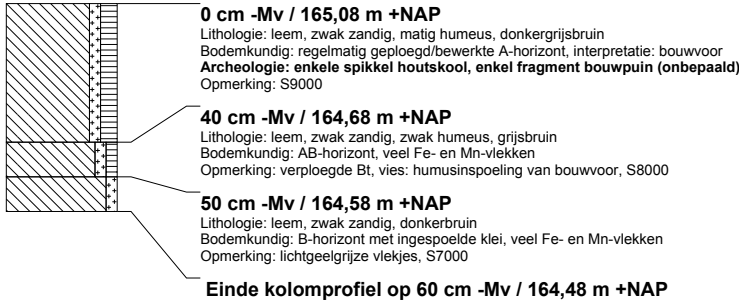 0 cm -Mv / 165,08 m +NAP
Lithologie: leem, zwak zandig, matig humeus, donkergrijsbruin
Bodemkundig: regelmatig geploegd/bewerkte A-horizont, interpretatie: bouwvoor
Archeologie: enkele spikkel houtskool, enkel fragment bouwpuin (onbepaald)
Opmerking: S9000
40 cm -Mv / 164,68 m +NAP
Lithologie: leem, zwak zandig, zwak humeus, grijsbruin
Bodemkundig: AB-horizont, veel Fe- en Mn-vlekken
Opmerking: verploegde Bt, vies: humusinspoeling van bouwvoor, S8000
50 cm -Mv / 164,58 m +NAP
Lithologie: leem, zwak zandig, donkerbruin
Bodemkundig: B-horizont met ingespoelde klei, veel Fe- en Mn-vlekken
Opmerking: lichtgeelgrijze vlekjes, S7000
Einde kolomprofiel op 60 cm -Mv / 164,48 m +NAP